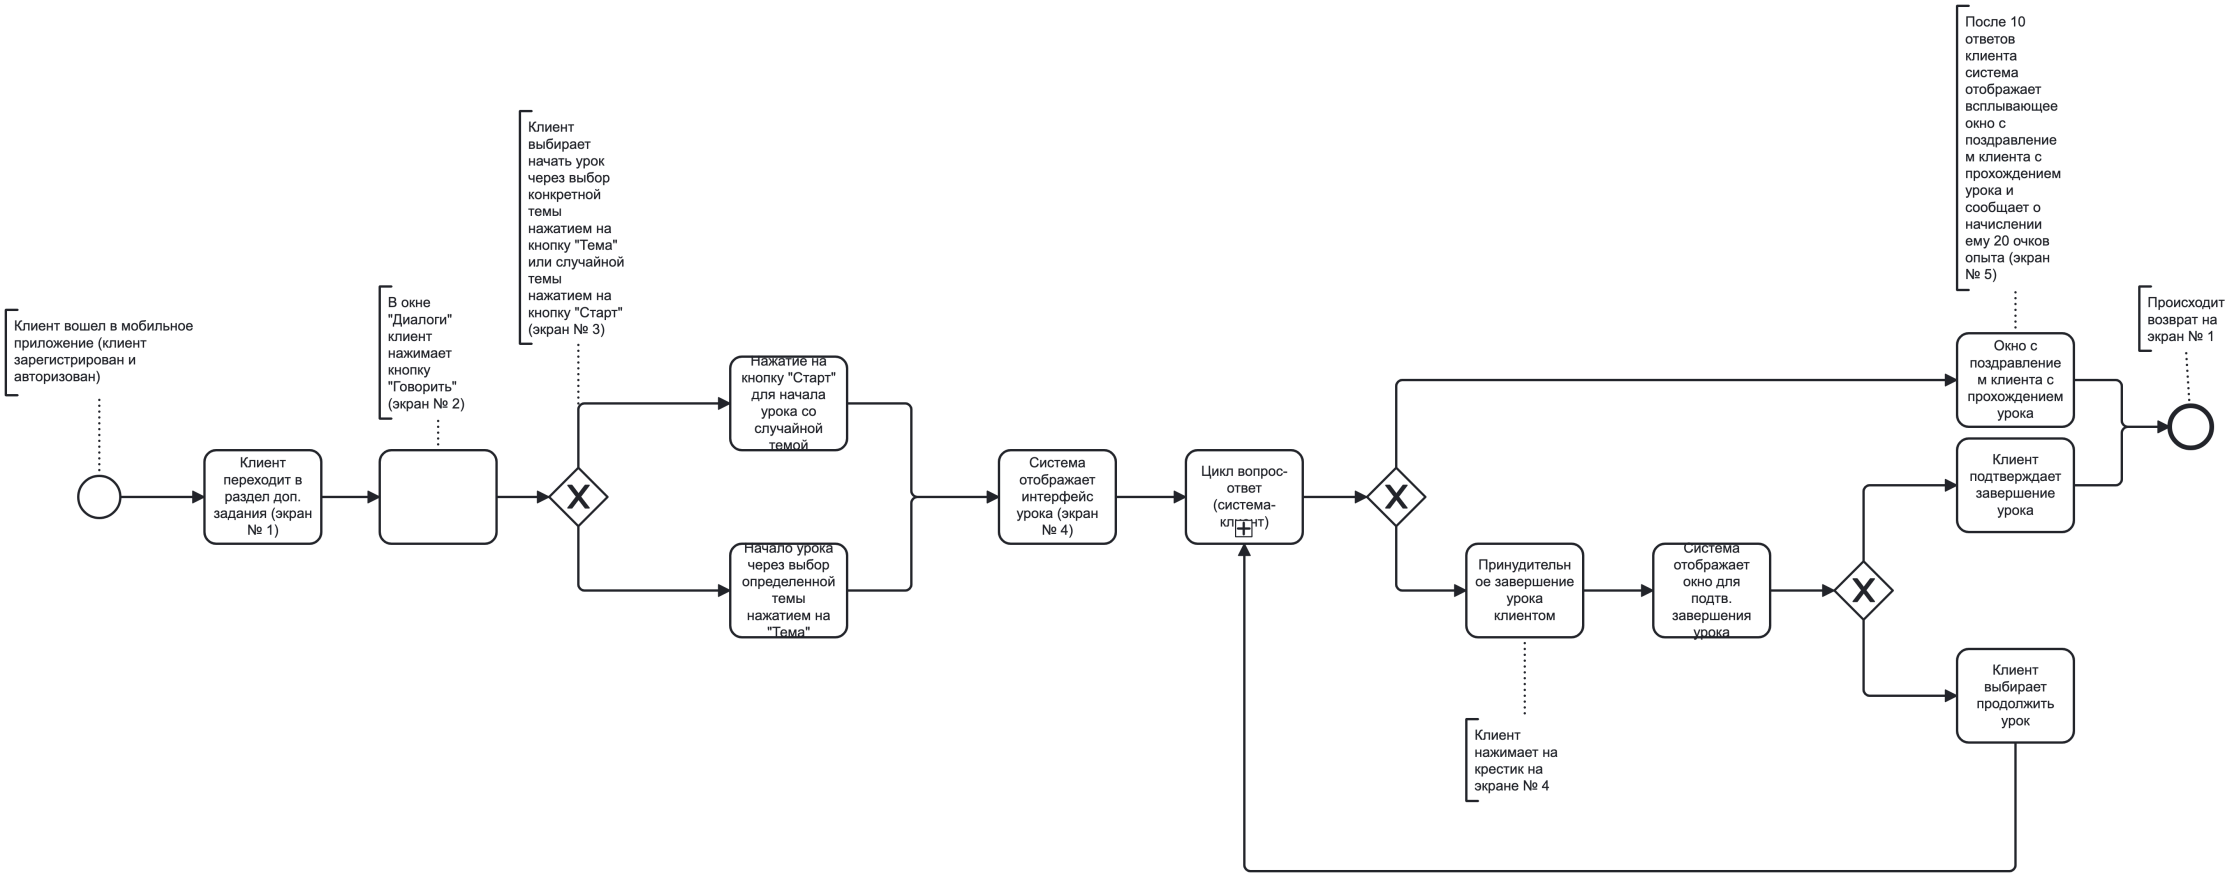 Клиент вошел в мобильное
приложение (клиент
зарегистрирован и
авторизован)
Клиент
переходит в
раздел доп.
задания (экран
№ 1)
В окне
"Диалоги"
клиент
нажимает
кнопку
"Говорить"
(экран № 2)
Клиент
выбирает
начать урок
через выбор
конкретной
темы
нажатием на
кнопку "Тема"
или случайной
темы
нажатием на
кнопку "Старт"
(экран № 3)
X
Нажатие на
кнопку "Старт"
для начала
урока со
случайной
темой
Начало урока
через выбор
определенной
темы
нажатием на
"Тема"
Система
отображает
интерфейс
урока (экран
№ 4)
Цикл вопрос-
ответ
(система-
клиент)
X
Принудительн
ое завершение
урока
клиентом
Клиент
нажимает на
крестик на
экране № 4
Система
отображает
окно для
подтв.
завершения
урока
X
После 10
ответов
клиента
система
отображает
всплывающее
окно с
поздравление
м клиента с
прохождением
урока и
сообщает о
начислении
ему 20 очков
опыта (экран
№ 5)
Окно с
поздравление
м клиента с
прохождением
урока
Клиент
подтверждает
завершение
урока
Клиент
выбирает
продолжить
урок
Происходит
возврат на
экран № 1